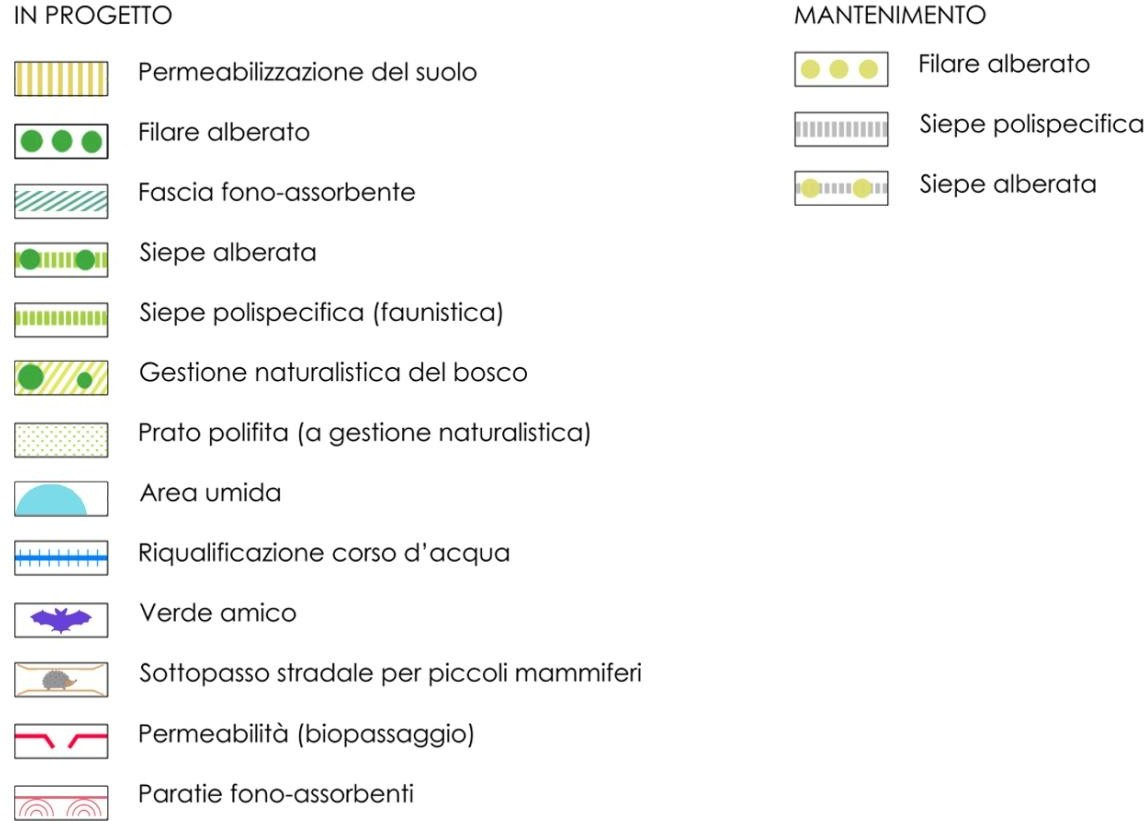 IN PROGETTO
Permeabilizzazione del suolo
Filare alberato
Fascia fono-assorbente
Siepe alberata
Siepe polispecifica (faunistica)
Gestione naturalistica del bosco
Prato polifita (a gestione naturalistica)
Area umida
Riqualificazione corso d’acqua
Verde amico
Sottopasso stradale per piccoli mammiferi
Permeabilità (biopassaggio)
Paratie fono-assorbenti
MANTENIMENTO
Filare alberato
Siepe polispecifica
Siepe alberata